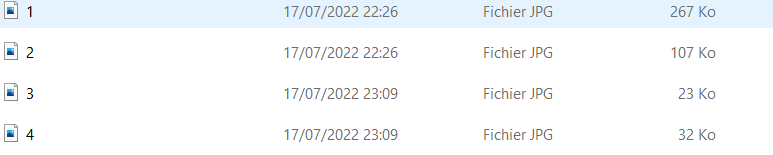 1 17/07/2022 22:26 Fichier JPG 267 Ko
2 17/07/2022 22:26 Fichier JPG 107 Ko
3 17/07/2022 23:09 Fichier JPG 23 Ko
4 17/07/2022 23:09 Fichier JPG 32 Ko